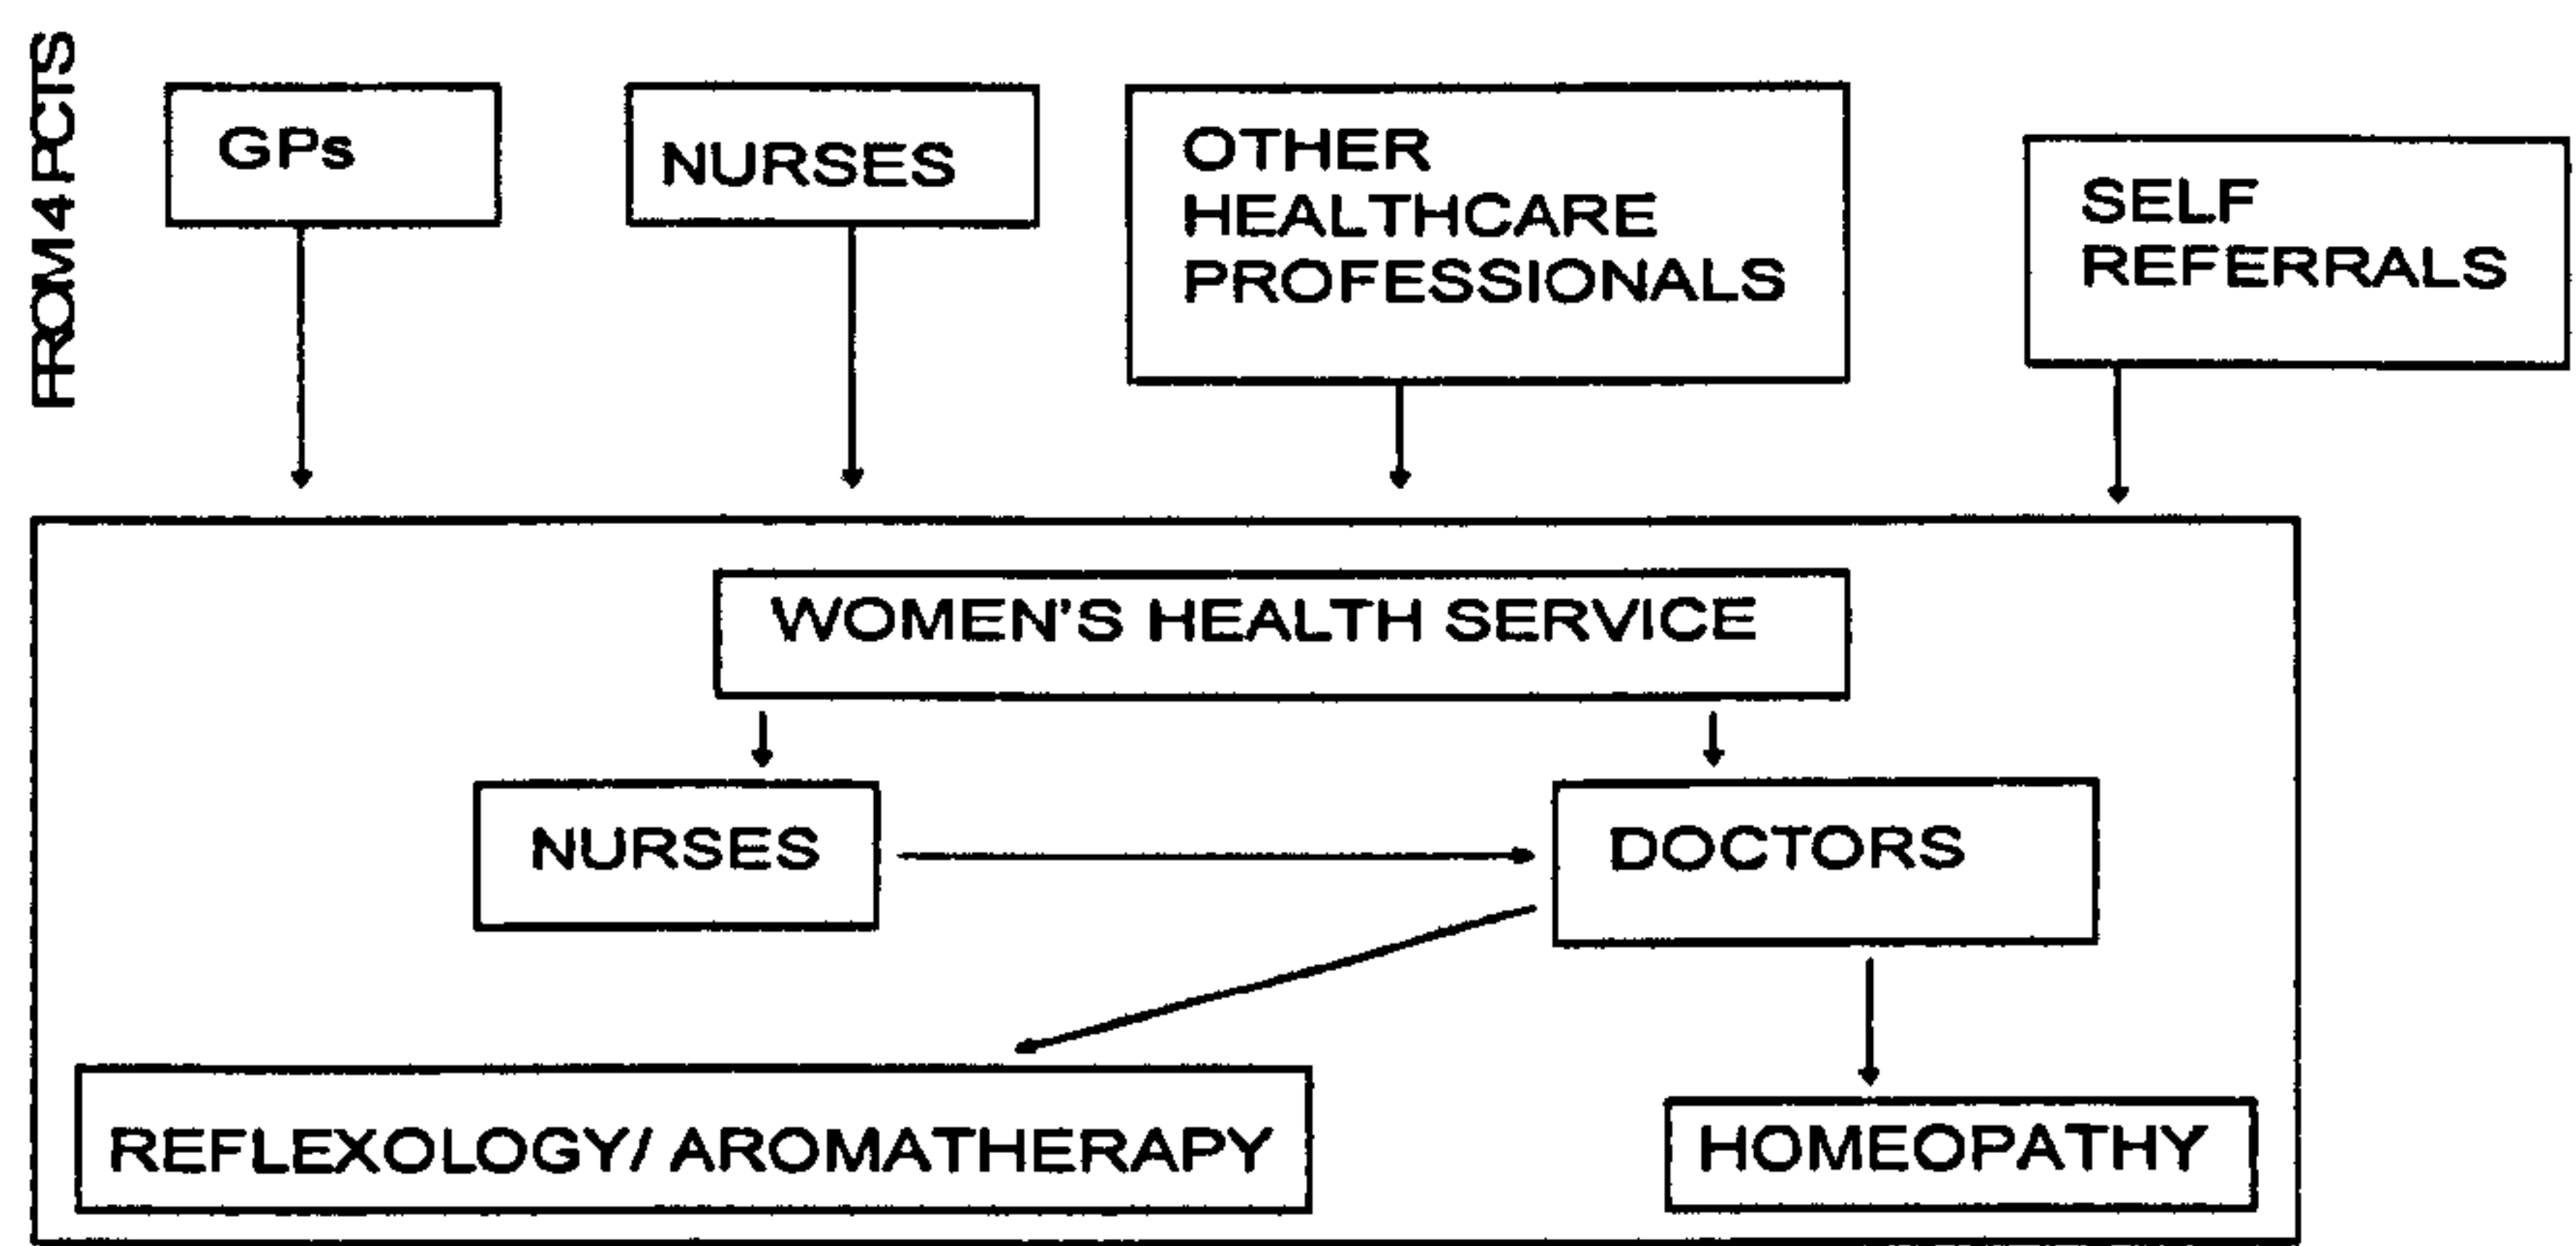 FROM 4 PCTS
GPs
NURSES
OTHER
HEALTHCARE
PROFESSIONALS
SELF
REFERRALS
WOMEN'S HEALTH SERVICE
NURSES
DOCTORS
REFLEXOLOGY/ AROMATHERAPY
HOMEOPATHY